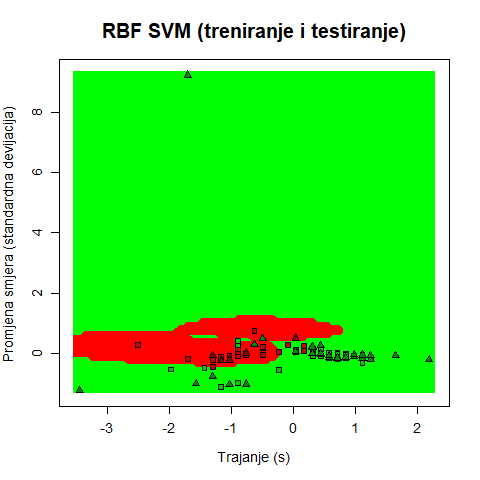 RBF SVM (treniranje i testiranje)
Promjena smjera (standardna devijacija)
8
6
4
2
0
-3 -2 -1 0 1 2
Trajanje (s)